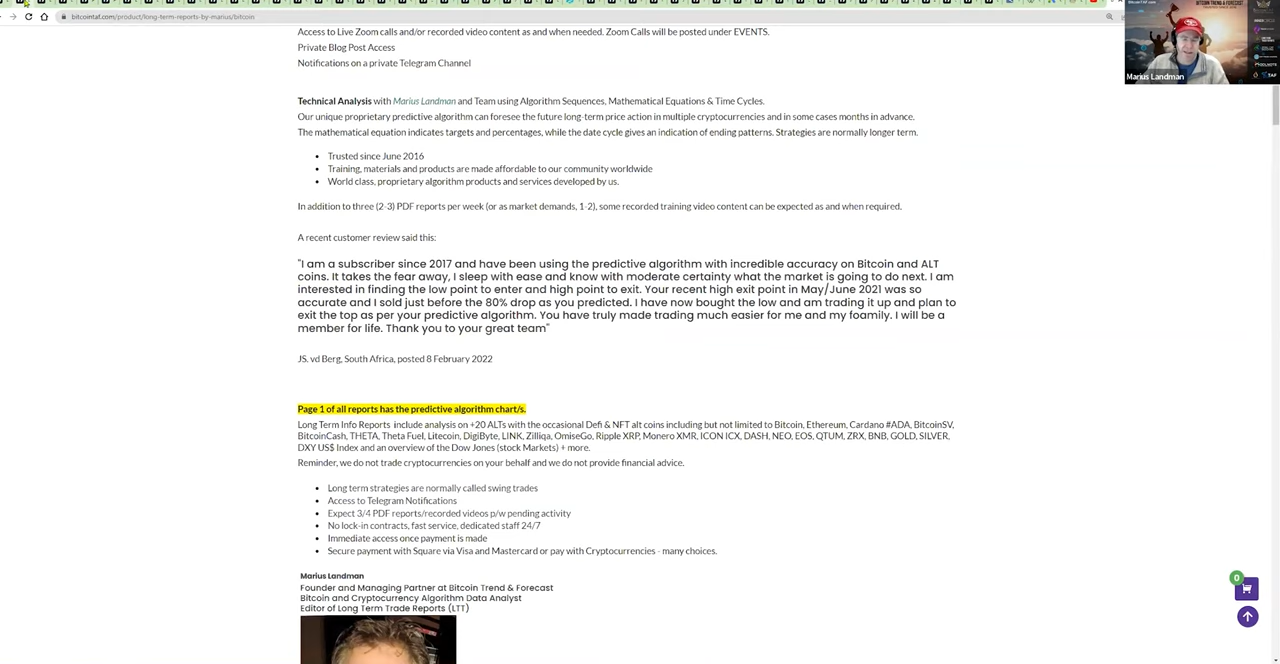 bitcointaf.com/product/long-term-reports-by-marius/bitcoin
BITCOIN TREND & FORECAST
Marius Landman
Access to Live Zoom calls and/or recorded video content as and when needed. Zoom Calls will be posted under EVENTS.
Private Blog Post Access
Notifications on a private Telegram Channel
Technical Analysis with Marius Landman and Team using Algorithm Sequences, Mathematical Equations & Time Cycles.
Our unique proprietary predictive algorithm can foresee the future long-term price action in multiple cryptocurrencies and in some cases months in advance.
The mathematical equation indicates targets and percentages, while the date cycle gives an indication of ending patterns. Strategies are normally longer term.
• Trusted since June 2016
• Training, materials and products are made affordable to our community worldwide
• World class, proprietary algorithm products and services developed by us.
In addition to three (2-3) PDF reports per week (or as market demands, 1-2), some recorded training video content can be expected as and when required.
A recent customer review said this:
"I am a subscriber since 2017 and have been using the predictive algorithm with incredible accuracy on Bitcoin and ALT
coins. It takes the fear away, I sleep with ease and know with moderate certainty what the market is going to do next. I am
interested in finding the low point to enter and high point to exit. Your recent high exit point in May/June 2021 was so
accurate and I sold just before the 80% drop as you predicted. I have now bought the low and am trading it up and plan to
exit the top as per your predictive algorithm. You have truly made trading much easier for me and my foamily. I will be a
member for life. Thank you to your great team"
JS. vd Berg, South Africa, posted 8 February 2022
Page 1 of all reports has the predictive algorithm chart/s.
Long Term Info Reports include analysis on +20 ALTs with the occasional Defi & NFT alt coins including but not limited to Bitcoin, Ethereum, Cardano #ADA, BitcoinSV,
BitcoinCash, THETA, Theta Fuel, Litecoin, DigiByte, LINK, Zilliqa, OmiseGo, Ripple XRP, Monero XMR, ICON ICX, DASH, NEO, EOS, QTUM, ZRX, BNB, GOLD, SILVER,
DXY US$ Index and an overview of the Dow Jones (stock Markets) + more.
Reminder, we do not trade cryptocurrencies on your behalf and we do not provide financial advice.
• Long term strategies are normally called swing trades
• Access to Telegram Notifications
• Expect 3/4 PDF reports/recorded videos p/w pending activity
• No lock-in contracts, fast service, dedicated staff 24/7
• Immediate access once payment is made
• Secure payment with Square via Visa and Mastercard or pay with Cryptocurrencies - many choices.
Marius Landman
Founder and Managing Partner at Bitcoin Trend & Forecast
Bitcoin and Cryptocurrency Algorithm Data Analyst
Editor of Long Term Trade Reports (LTT)
0